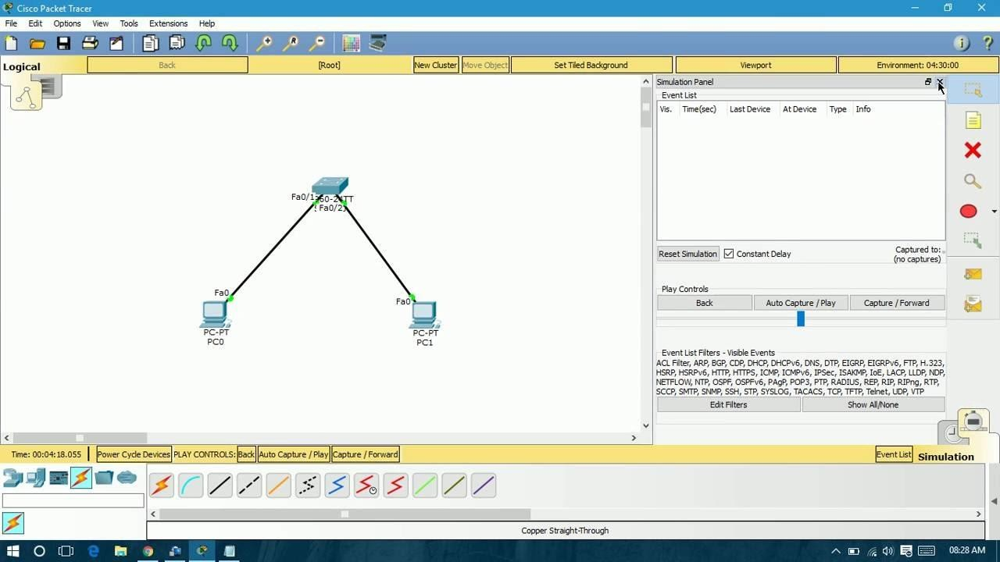 Cisco Packet Tracer
File Edit Options View Tools Extensions Help
Logical
Back
[Root]
New Cluster
Move Object
Set Tiled Background
Viewport
Environment: 04:30:00
Simulation Panel
Event List
Vis. Time(sec) Last Device At Device Type Info
Fa0/1
60-24TT
Fa0/2
Fa0
PC-PT
PC0
Fa0
PC-PT
PC1
Reset Simulation
Constant Delay
Captured to:
(no captures)
Play Controls
Back
Auto Capture / Play
Capture / Forward
Event List Filters - Visible Events
ACL Filter, ARP, BGP, CDP, DHCP, DHCPv6, DNS, DTP, EIGRP, EIGRPv6, FTP, H.323,
HSRP, HSRPv6, HTTP, HTTPS, ICMP, ICMPv6, IPSec, ISAKMP, IoE, LACP, LLDP, NDP,
NETFLOW, NTP, OSPF, OSPFv6, PAgP, POP3, PTP, RADIUS, REP, RIP, RIPng, RTP,
SCCP, SMTP, SNMP, SSH, STP, SYSLOG, TACACS, TCP, TFTP, Telnet, UDP, VTP
Edit Filters
Show All/None
Time: 00:04:18.055
Power Cycle Devices
PLAY CONTROLS:
Back
Auto Capture / Play
Capture / Forward
Event List
Simulation
Copper Straight-Through
08:28 AM